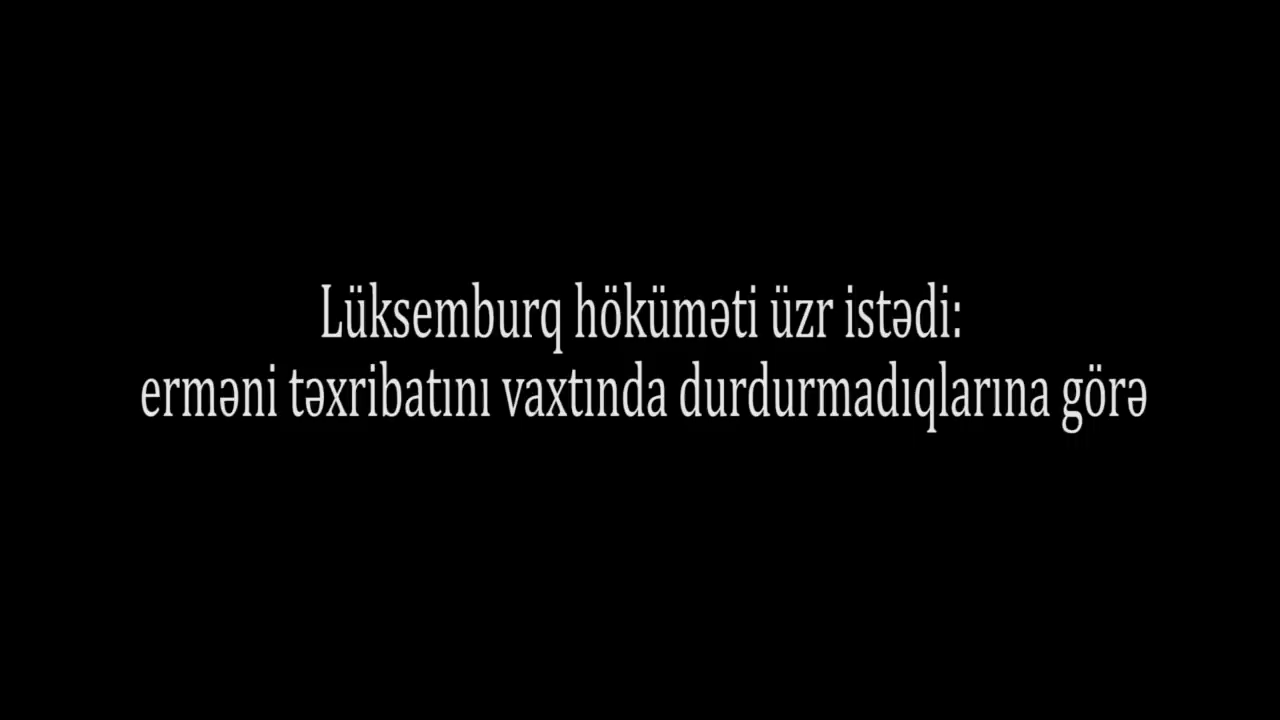 Lüksemburq höküməti üzr istədi:
erməni təxribatını vaxtında durdurmadıqlarına görə